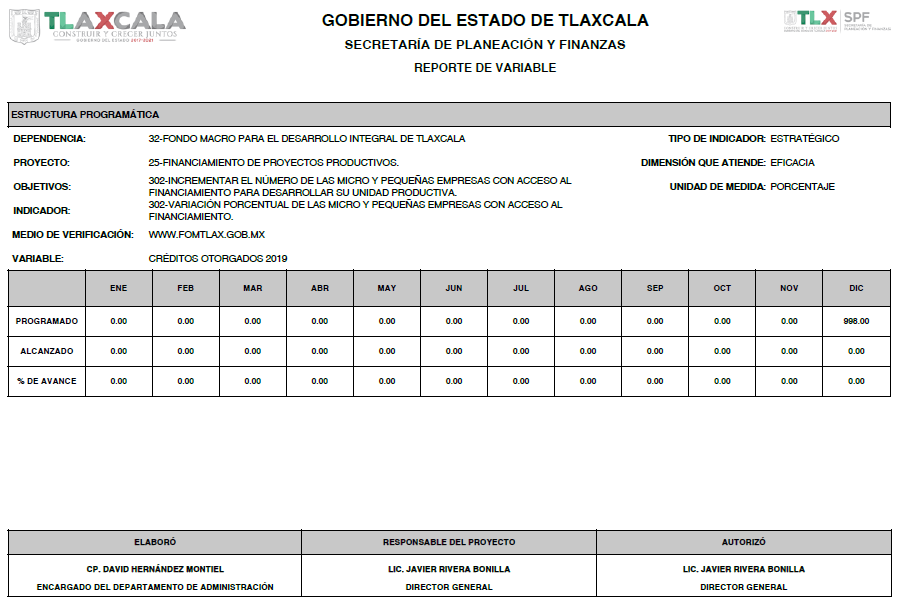 TLAXCALA
CONSTRUIR Y CRECER JUNTOS
GOBIERNO DEL ESTADO 2017-2021
GOBIERNO DEL ESTADO DE TLAXCALA
SECRETARÍA DE PLANEACIÓN Y FINANZAS
REPORTE DE VARIABLE
TLX SPF
ESTRUCTURA PROGRAMÁTICA
DEPENDENCIA: 32-FONDO MACRO PARA EL DESARROLLO INTEGRAL DE TLAXCALA TIPO DE INDICADOR: ESTRATÉGICO
PROYECTO: 25-FINANCIAMIENTO DE PROYECTOS PRODUCTIVOS. DIMENSIÓN QUE ATIENDE: EFICACIA
OBJETIVOS: 302-INCREMENTAR EL NÚMERO DE LAS MICRO Y PEQUEÑAS EMPRESAS CON ACCESO AL
FINANCIAMIENTO PARA DESARROLLAR SU UNIDAD PRODUCTIVA. UNIDAD DE MEDIDA: PORCENTAJE
INDICADOR: 302-VARIACIÓN PORCENTUAL DE LAS MICRO Y PEQUEÑAS EMPRESAS CON ACCESO AL
FINANCIAMIENTO.
MEDIO DE VERIFICACIÓN: WWW.FOMTLAX.GOB.MX
VARIABLE: CRÉDITOS OTORGADOS 2019
ENE FEB MAR ABR MAY JUN JUL AGO SEP OCT NOV DIC
PROGRAMADO 0.00 0.00 0.00 0.00 0.00 0.00 0.00 0.00 0.00 0.00 0.00 998.00
ALCANZADO 0.00 0.00 0.00 0.00 0.00 0.00 0.00 0.00 0.00 0.00 0.00 0.00
% DE AVANCE 0.00 0.00 0.00 0.00 0.00 0.00 0.00 0.00 0.00 0.00 0.00 0.00
ELABORÓ RESPONSABLE DEL PROYECTO AUTORIZÓ
CP. DAVID HERNÁNDEZ MONTIEL LIC. JAVIER RIVERA BONILLA LIC. JAVIER RIVERA BONILLA
ENCARGADO DEL DEPARTAMENTO DE ADMINISTRACIÓN DIRECTOR GENERAL DIRECTOR GENERAL